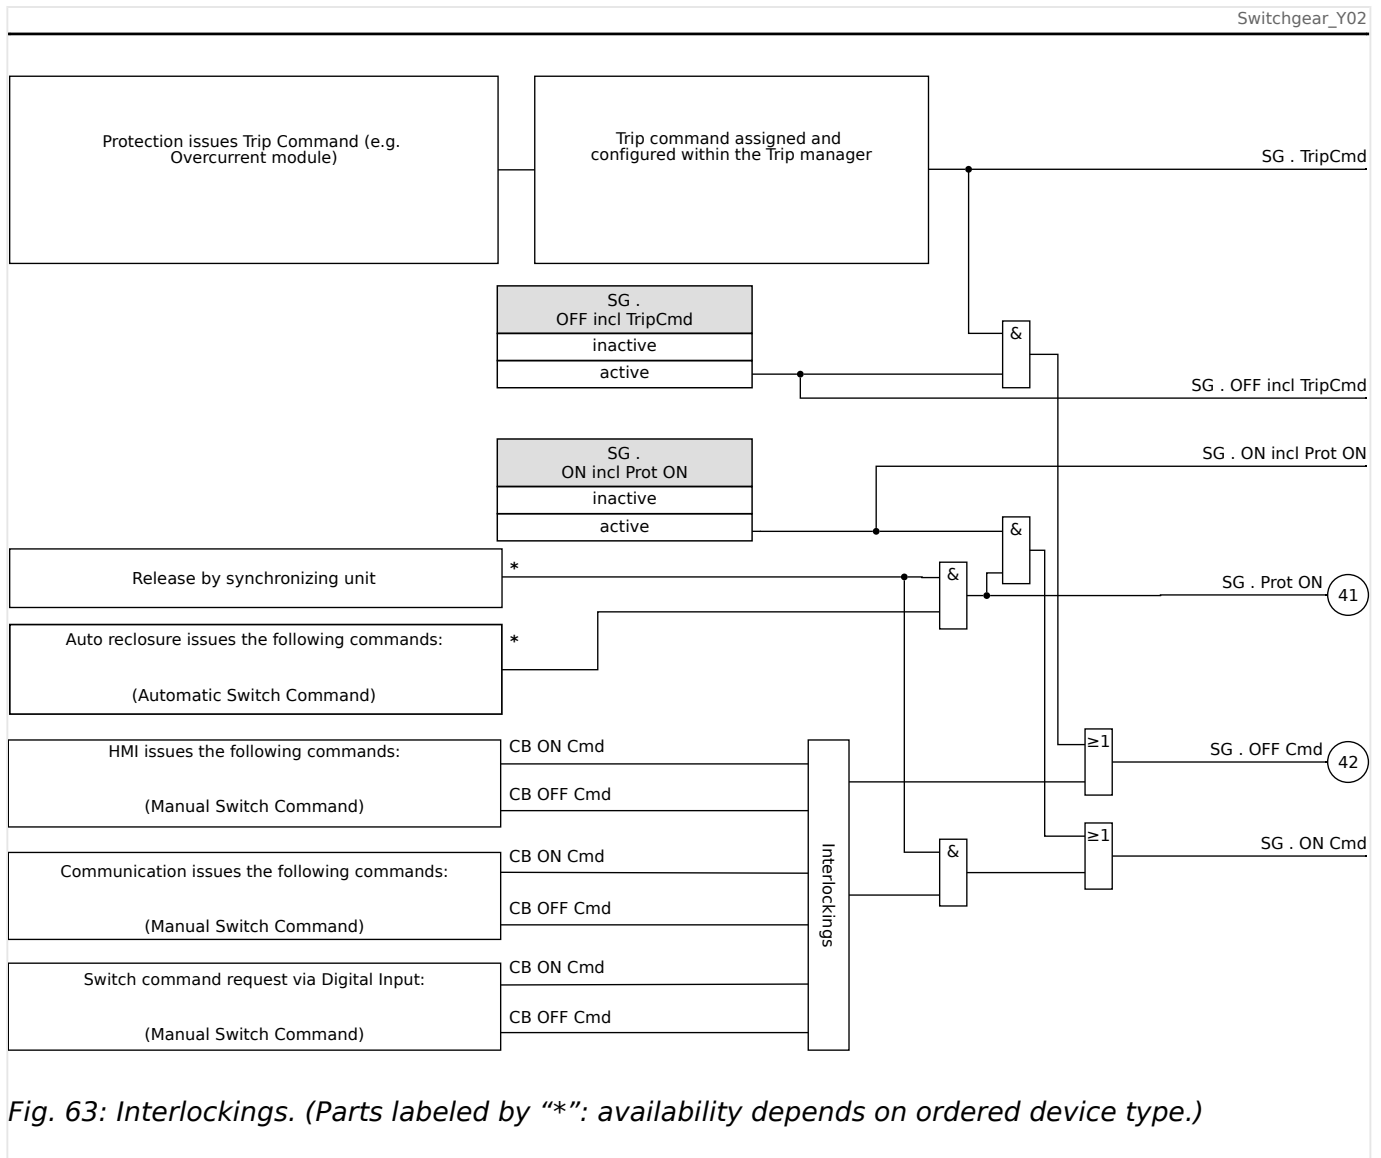 Switchgear_Y02
Protection issues Trip Command (e.g.
Overcurrent module)
Trip command assigned and
configured within the Trip manager
SG . TripCmd
SG .
OFF incl TripCmd
inactive
active
&
SG . OFF incl TripCmd
SG .
ON incl Prot ON
inactive
active
SG . ON incl Prot ON
&
Release by synchronizing unit
*
&
SG . Prot ON
41
Auto reclosure issues the following commands:
*
(Automatic Switch Command)
HMI issues the following commands:
(Manual Switch Command)
CB ON Cmd
CB OFF Cmd
≥1
SG . OFF Cmd
42
Communication issues the following commands:
(Manual Switch Command)
CB ON Cmd
CB OFF Cmd
Interlockings
&
≥1
SG . ON Cmd
Switch command request via Digital Input:
(Manual Switch Command)
CB ON Cmd
CB OFF Cmd
Fig. 63: Interlockings. (Parts labeled by “*”: availability depends on ordered device type.)